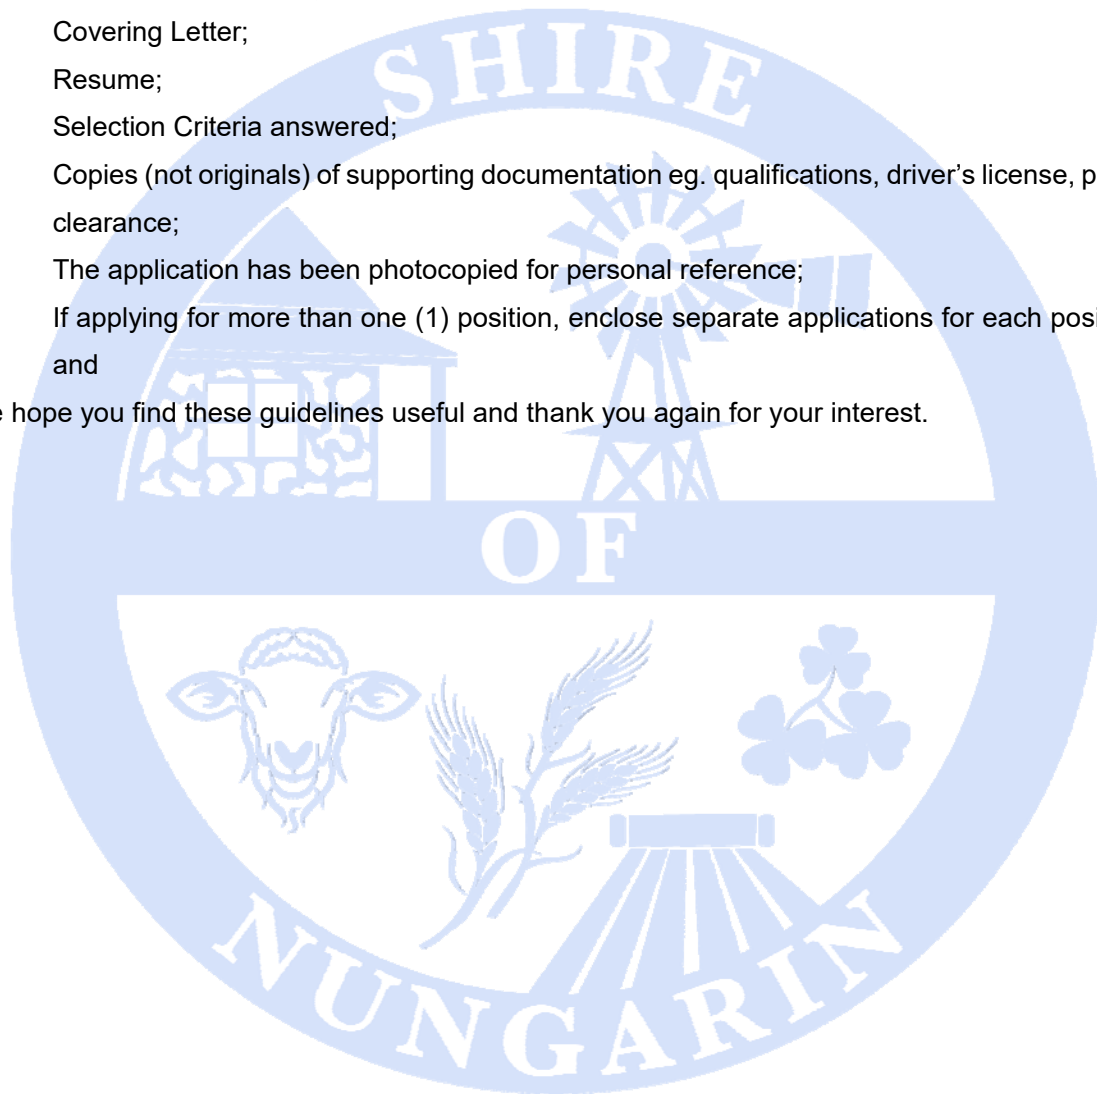 Covering Letter;
Resume;
Selection Criteria answered;
Copies (not originals) of supporting documentation eg. qualifications, driver’s license,
clearance;
The application has been photocopied for personal reference;
If applying for more than one (1) position, enclose separate applications for each
and
hope you find these guidelines useful and thank you again for your interest.
SHIRE
OF
NUNGARIN